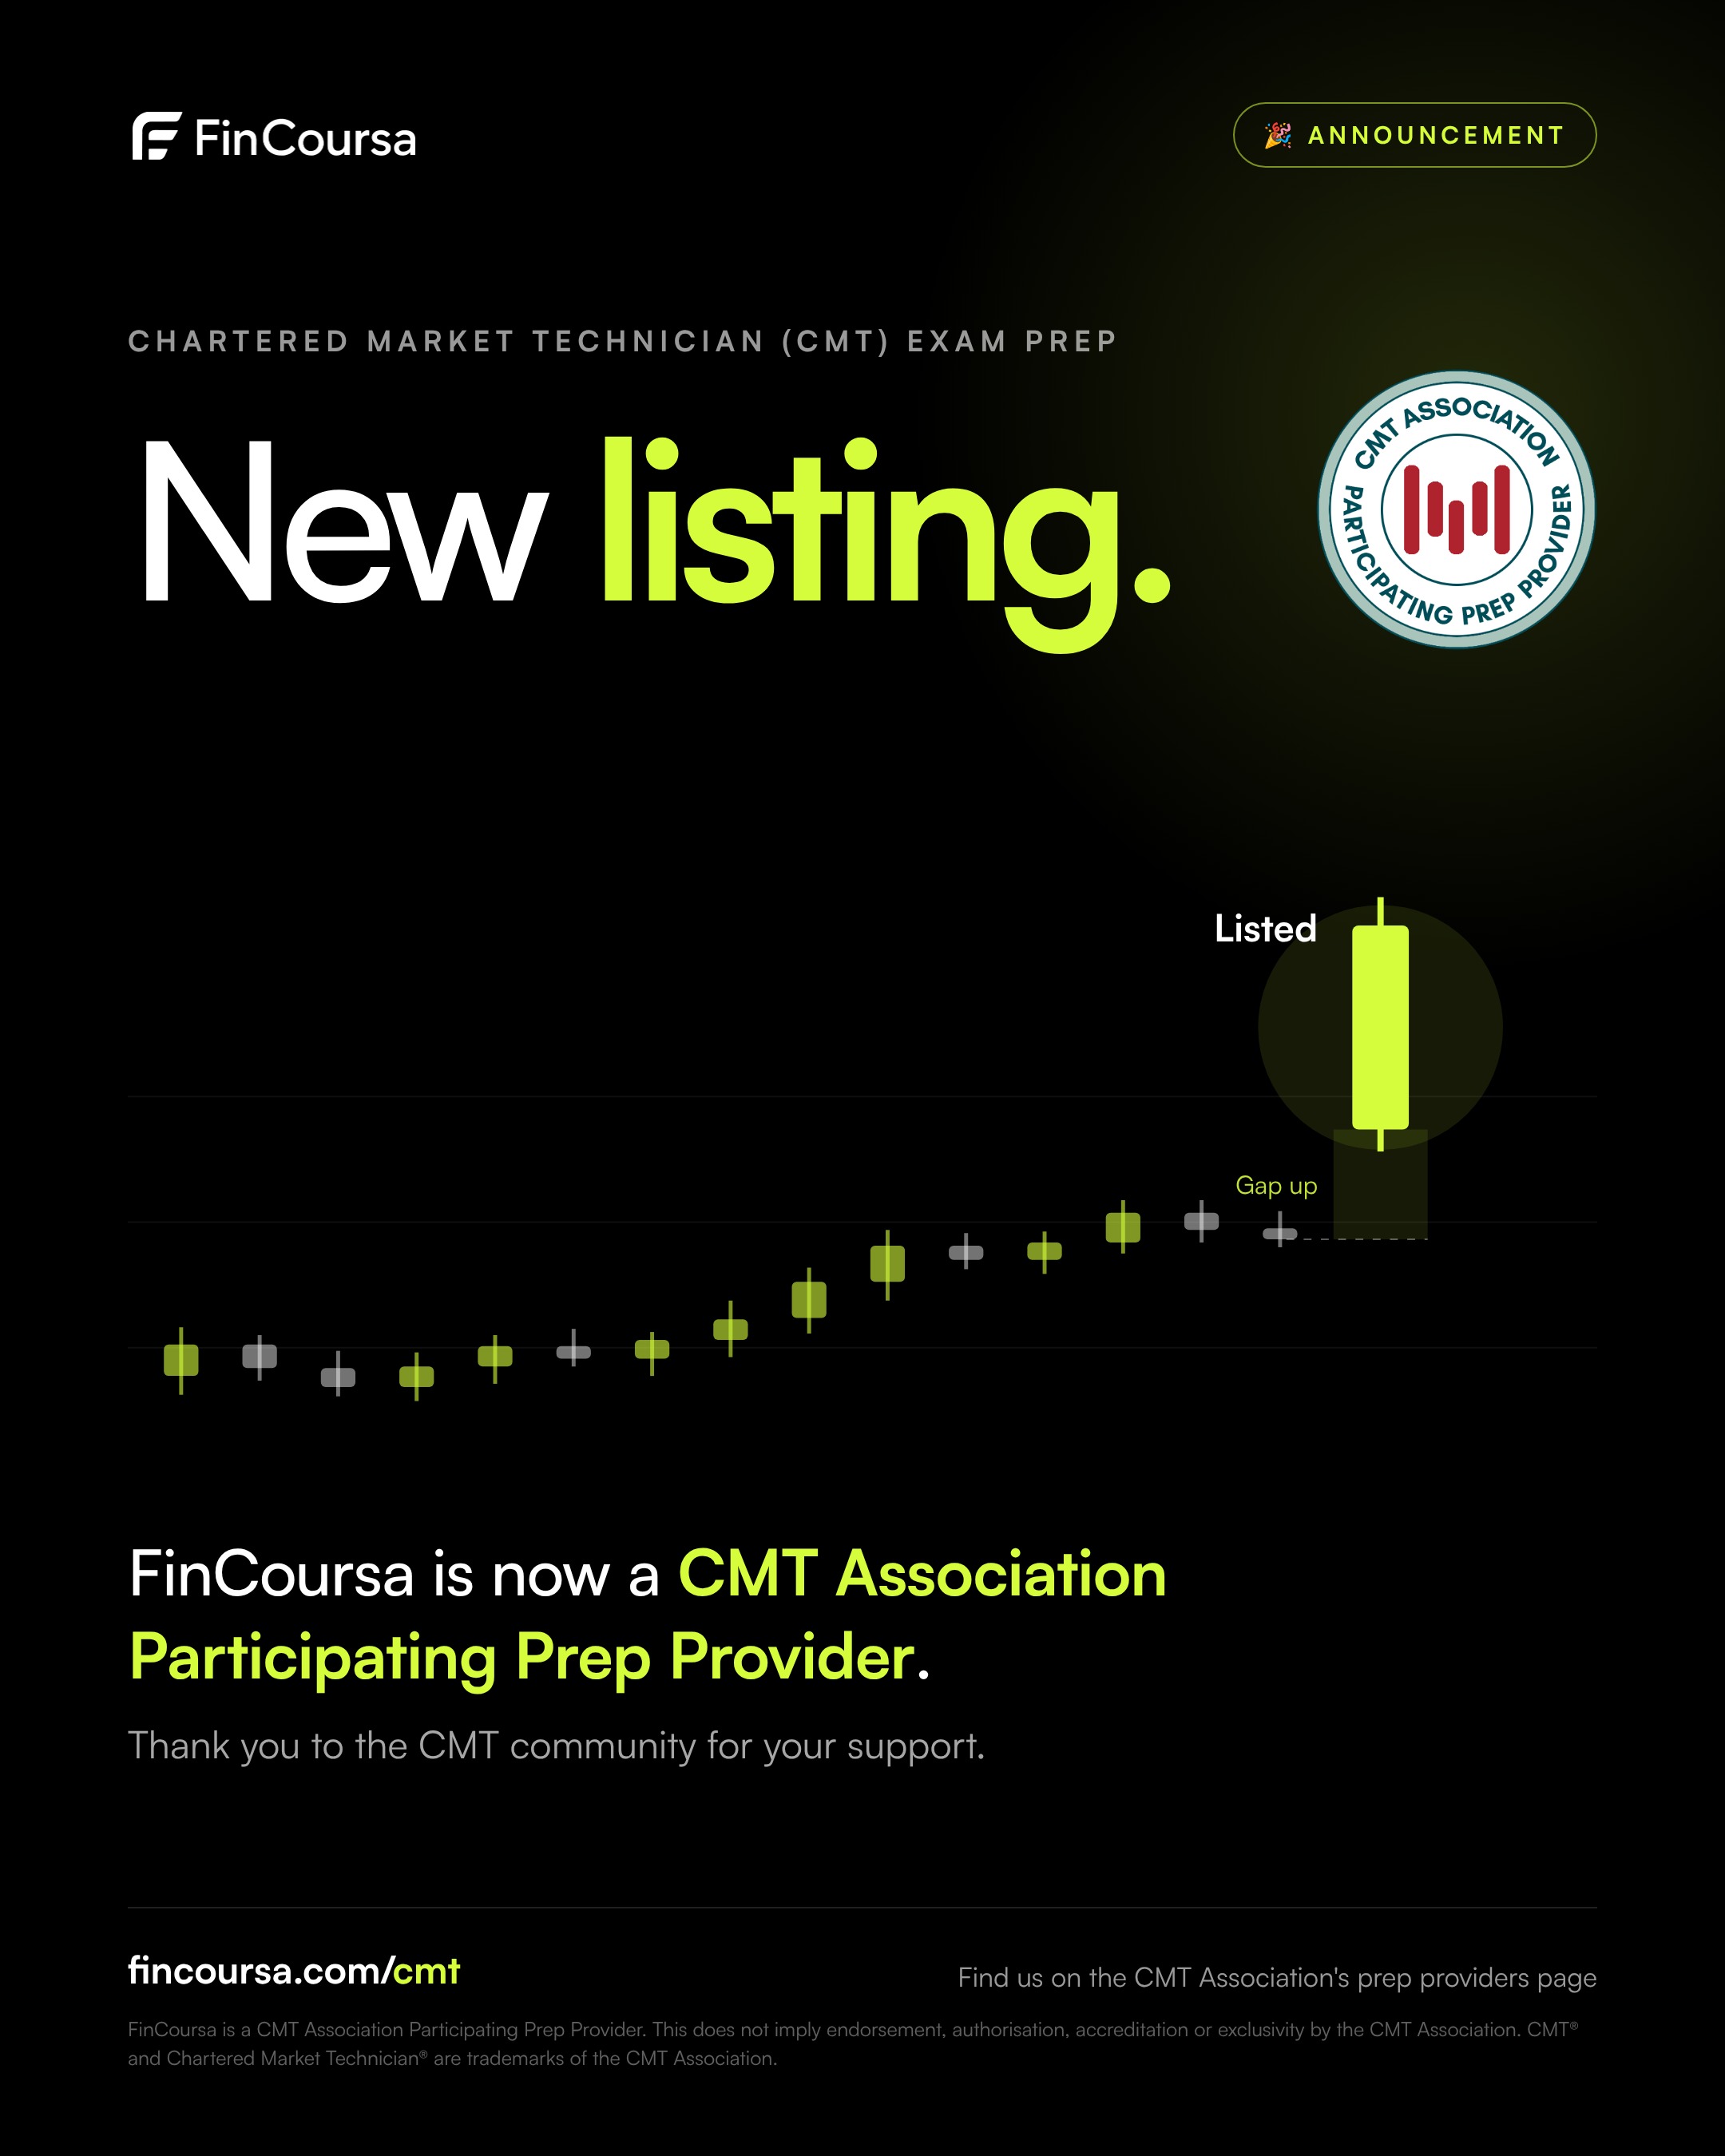 FinCoursa
🎉 ANNOUNCEMENT
CHARTERED MARKET TECHNICIAN (CMT) EXAM PREP
New listing.
CMT ASSOCIATION
PARTICIPATING PREP PROVIDER
Listed
Gap up
FinCoursa is now a CMT Association
Participating Prep Provider.
Thank you to the CMT community for your support.
fincoursa.com/cmt
Find us on the CMT Association's prep providers page
FinCoursa is a CMT Association Participating Prep Provider. This does not imply endorsement, authorisation, accreditation or exclusivity by the CMT Association. CMT®
and Chartered Market Technician® are trademarks of the CMT Association.